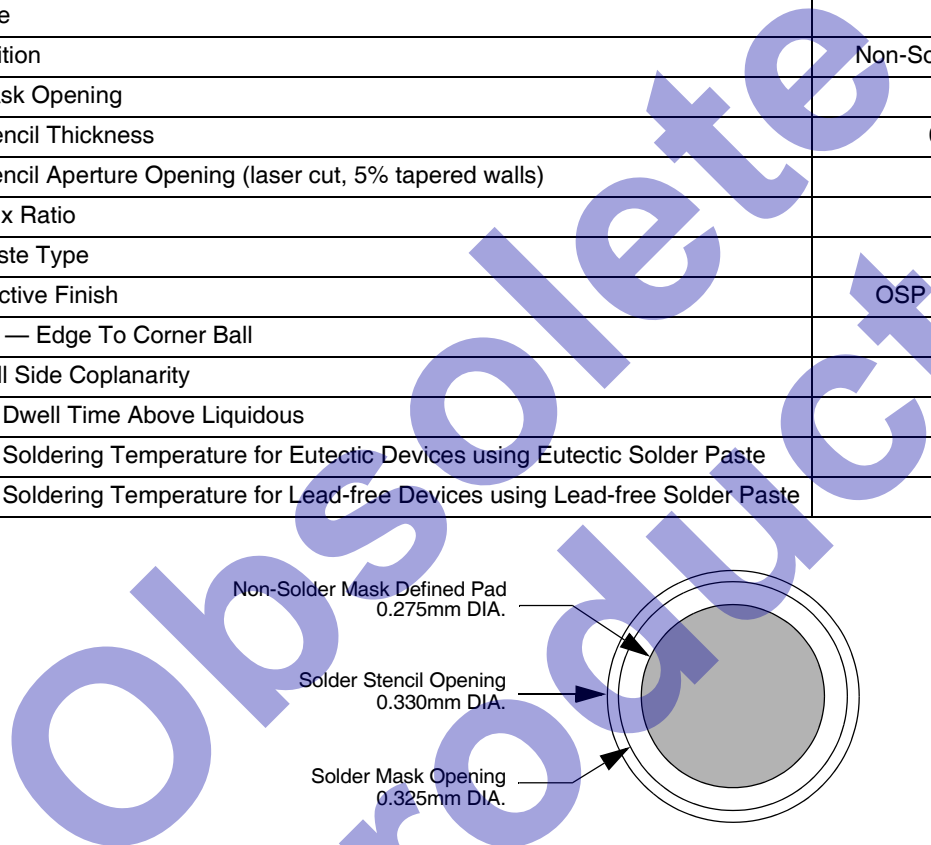 e
ition
sk Opening
encil Thickness
encil Aperture Opening (laser cut, 5% tapered walls)
x Ratio
ste Type
ctive Finish
— Edge To Corner Ball
ll Side Coplanarity
Dwell Time Above Liquidous
Soldering Temperature for Eutectic Devices using Eutectic Solder Paste
Soldering Temperature for Lead-free Devices using Lead-free Solder Paste
Non-So
OSP
Non-Solder Mask Defined Pad
0.275mm DIA.
Solder Stencil Opening
0.330mm DIA.
Solder Mask Opening
0.325mm DIA.
Obsolete
roduct